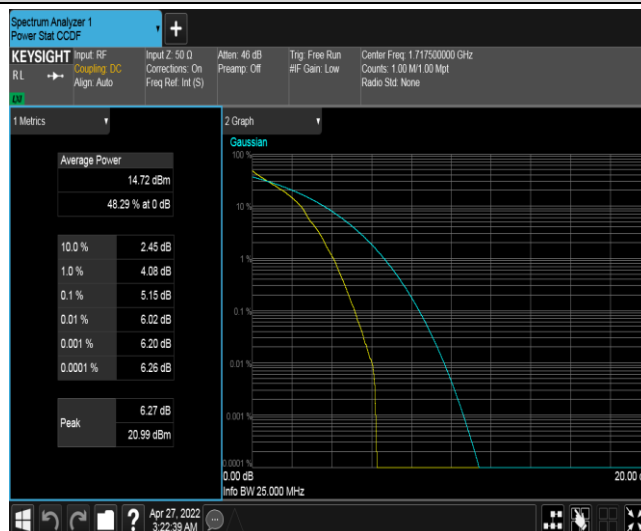 Spectrum Analyzer 1
Power Stat CCDF
+
KEYSIGHT
RL
LXI
Input: RF
Coupling: DC
Align: Auto
Input Z: 50 Ω
Corrections: On
Freq Ref: Int (S)
Atten: 46 dB
Preamp: Off
Trig: Free Run
#IF Gain: Low
Center Freq: 1.717500000 GHz
Counts: 1.00 M/1.00 Mpt
Radio Std: None
1 Metrics
Average Power
14.72 dBm
48.29 % at 0 dB
10.0 % 2.45 dB
1.0 % 4.08 dB
0.1 % 5.15 dB
0.01 % 6.02 dB
0.001 % 6.20 dB
0.0001 % 6.26 dB
Peak
6.27 dB
20.99 dBm
2 Graph
Gaussian
100 %
10 %
1 %
0.1 %
0.01 %
0.001 %
0.0001 %
0.00 dB
20.00
Info BW 25.000 MHz
?
Apr 27, 2022
3:22:39 AM